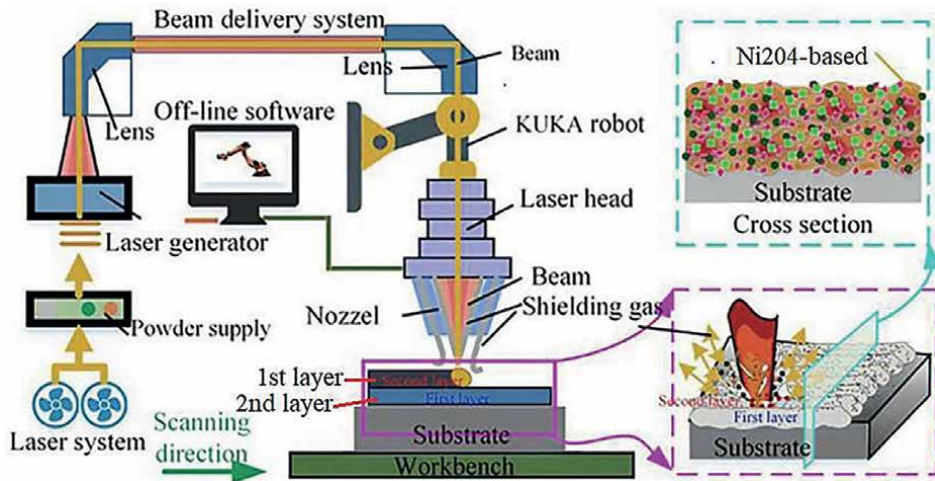 Beam delivery system
Lens
Beam
Lens
Off-line software
KUKA robot
Laser head
Laser generator
Beam
Nozzel
Shielding gas
Powder supply
1st layer
Second layer
2nd layer
First layer
Laser system
Scanning
direction
Substrate
Workbench
Ni204-based
Substrate
Cross section
Second layer
First layer
Substrate